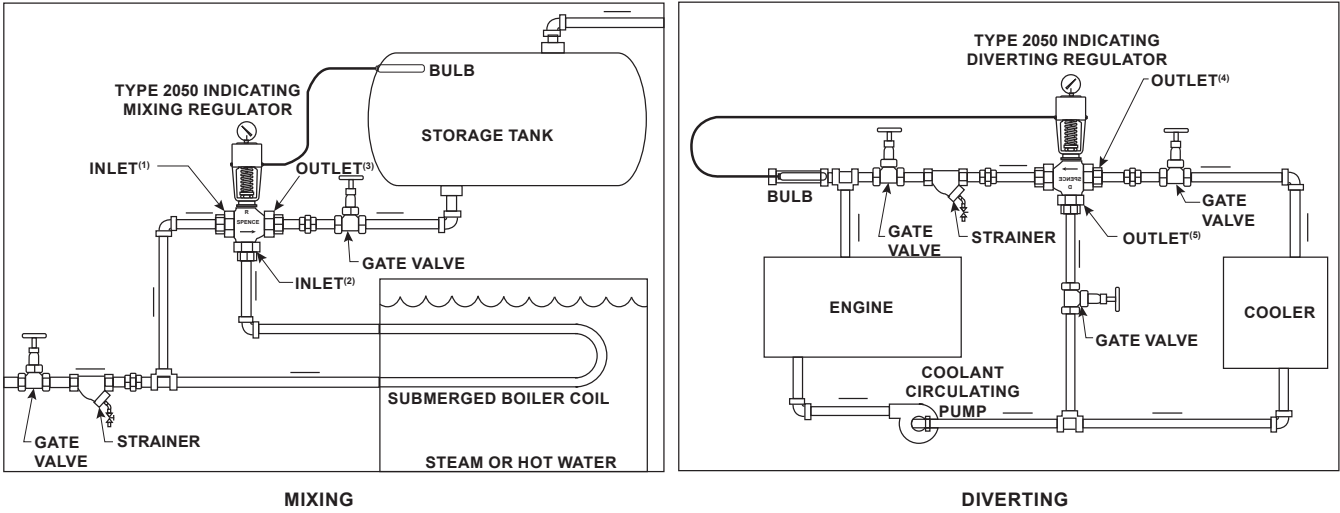 TYPE 2050 INDICATING
MIXING REGULATOR
BULB
STORAGE TANK
INLET(1)
OUTLET(3)
R
SPENCE
GATE VALVE
INLET(2)
SUBMERGED BOILER COIL
GATE
VALVE
STRAINER
STEAM OR HOT WATER
MIXING
TYPE 2050 INDICATING
DIVERTING REGULATOR
OUTLET(4)
SPENCE
D
BULB
GATE
VALVE
STRAINER
OUTLET(5)
GATE
VALVE
ENGINE
COOLER
GATE VALVE
COOLANT
CIRCULATING
PUMP
DIVERTING